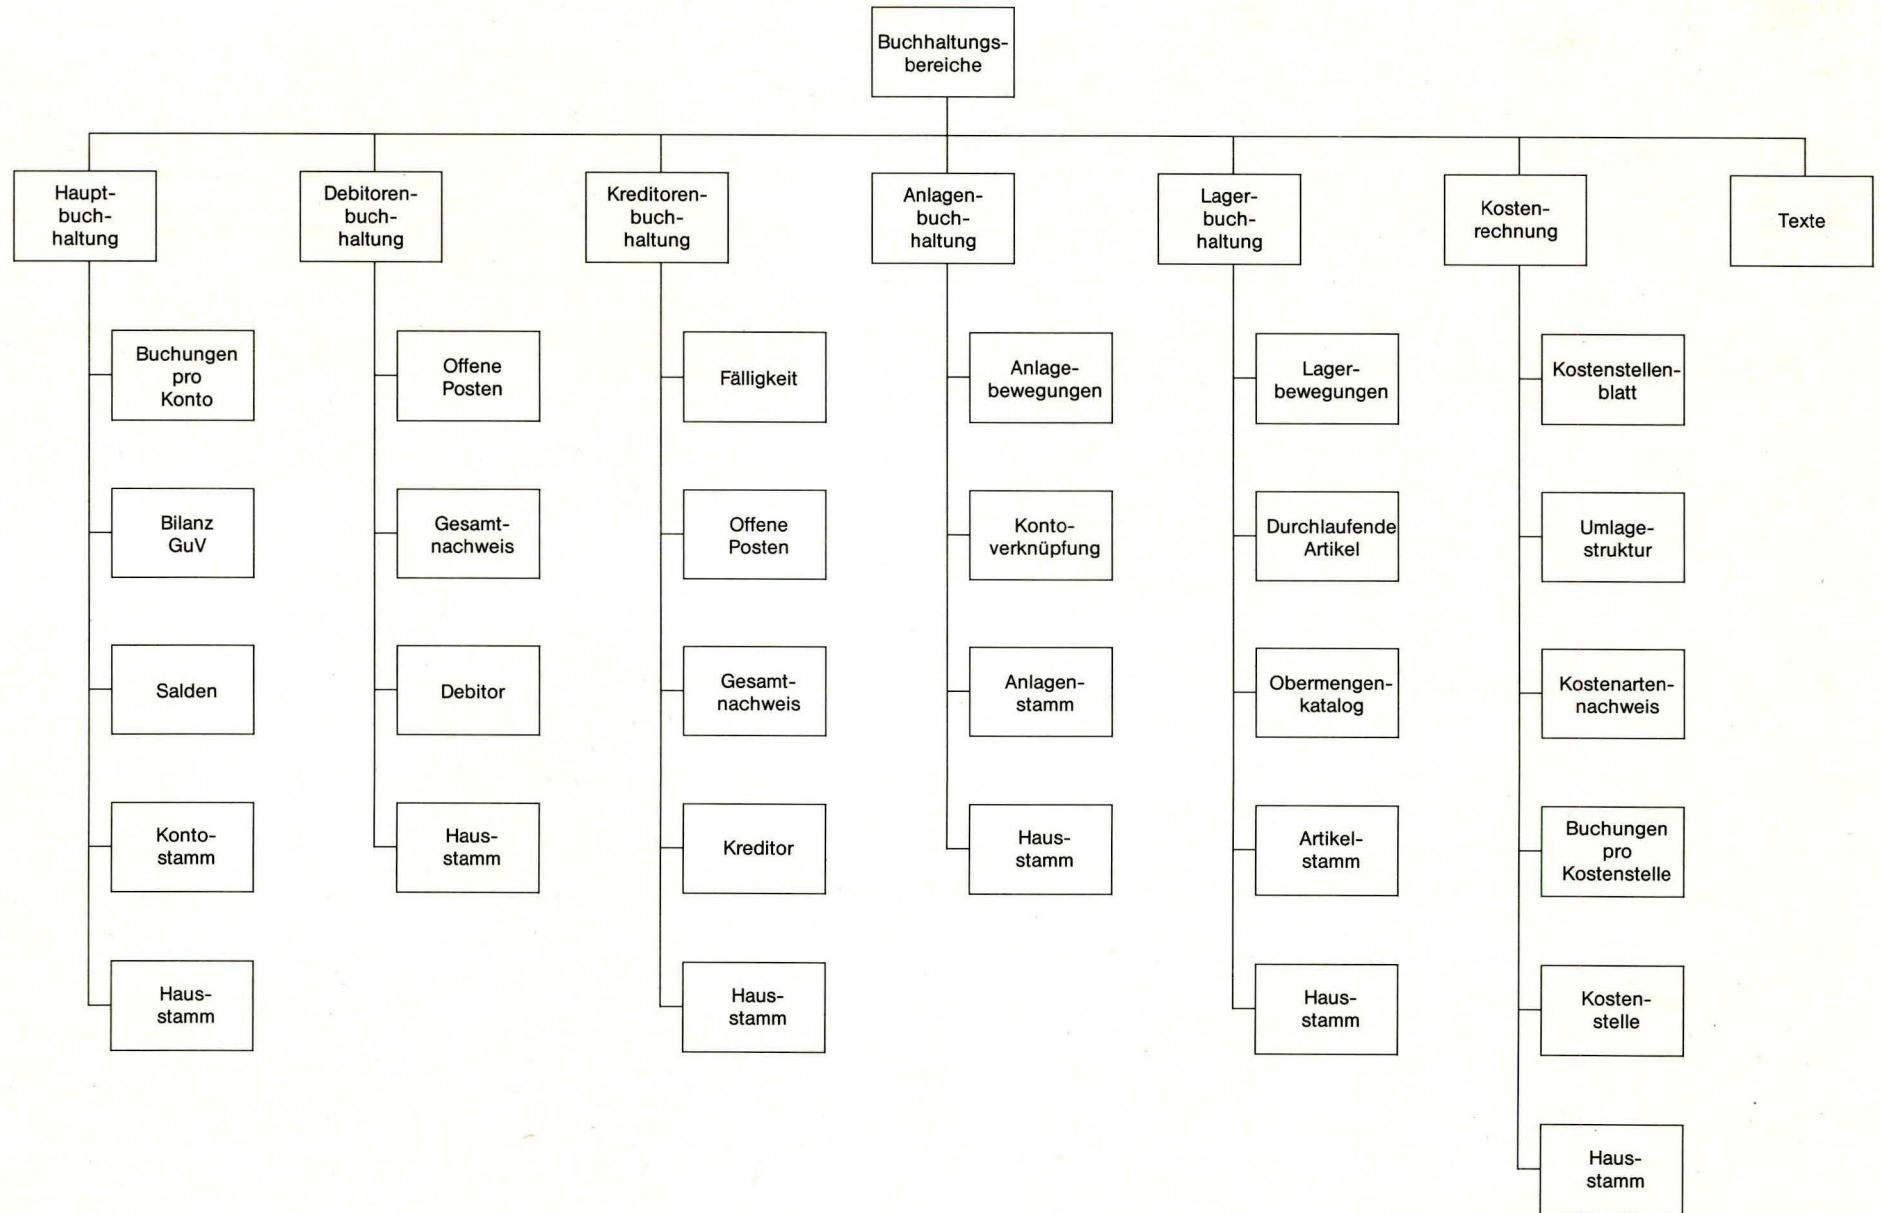 Buchhaltungs-
bereiche
Haupt-
buch-
haltung
Debitoren-
buch-
haltung
Kreditoren-
buch-
haltung
Anlagen-
buch-
haltung
Lager-
buch-
haltung
Kosten-
rechnung
Texte
Buchungen
pro
Konto
Bilanz
GuV
Salden
Konto-
stamm
Haus-
stamm
Offene
Posten
Gesamt-
nachweis
Debitor
Haus-
stamm
Fälligkeit
Offene
Posten
Gesamt-
nachweis
Kreditor
Haus-
stamm
Anlage-
bewegungen
Konto-
verknüpfung
Anlagen-
stamm
Haus-
stamm
Lager-
bewegungen
Durchlaufende
Artikel
Obermengen-
katalog
Artikel-
stamm
Haus-
stamm
Kostenstellen-
blatt
Umlage-
struktur
Kostenarten-
nachweis
Buchungen
pro
Kostenstelle
Kosten-
stelle
Haus-
stamm